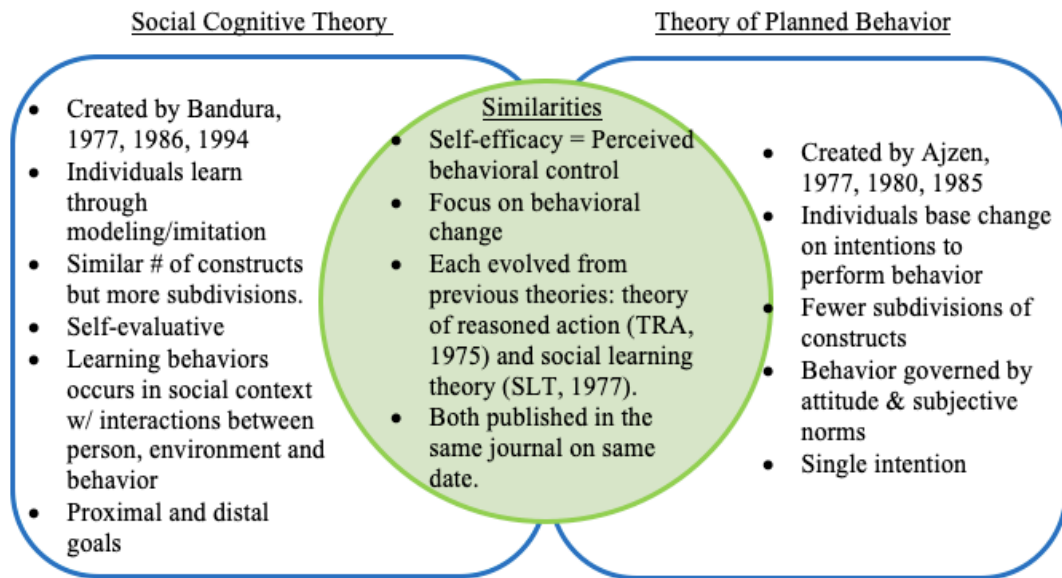 Social Cognitive Theory
Theory of Planned Behavior
• Created by Bandura,
1977, 1986, 1994
• Individuals learn
through
modeling/imitation
• Similar # of constructs
but more subdivisions.
• Self-evaluative
• Learning behaviors
occurs in social context
w/ interactions between
person, environment and
behavior
• Proximal and distal
goals
Similarities
• Self-efficacy = Perceived
behavioral control
• Focus on behavioral
change
• Each evolved from
previous theories: theory
of reasoned action (TRA,
1975) and social learning
theory (SLT, 1977).
• Both published in the
same journal on same
date.
• Created by Ajzen,
1977, 1980, 1985
• Individuals base change
on intentions to
perform behavior
• Fewer subdivisions of
constructs
• Behavior governed by
attitude & subjective
norms
• Single intention